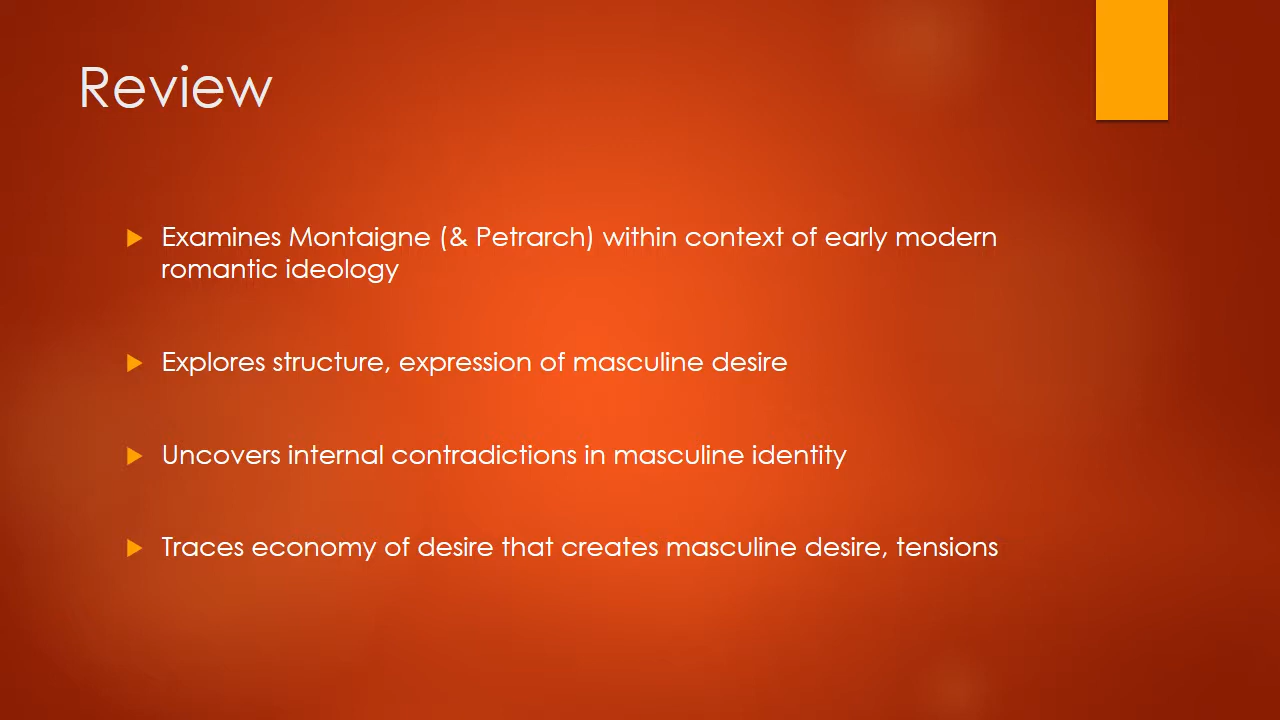 Review
Examines Montaigne (& Petrarch) within context of early modern
romantic ideology
Explores structure, expression of masculine desire
Uncovers internal contradictions in masculine identity
Traces economy of desire that creates masculine desire, tensions